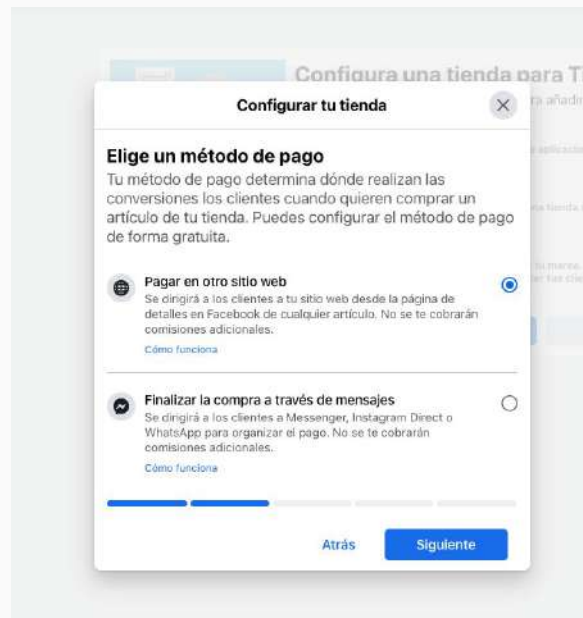 Configura una tienda para
Configurar tu tienda
Elige un método de pago
Tu método de pago determina dónde realizan las
conversiones los clientes cuando quieren comprar un
artículo de tu tienda. Puedes configurar el método de pago
de forma gratuita.
Pagar en otro sitio web
Se dirigirá a los clientes a tu sitio web desde la página de
detalles en Facebook de cualquier artículo. No se te cobrarán
comisiones adicionales.
Cómo funciona
Finalizar la compra a través de mensajes
Se dirigirá a los clientes a Messenger, Instagram Direct o
WhatsApp para organizar el pago. No se te cobrarán
comisiones adicionales.
Cómo funciona
Atrás
Siguiente